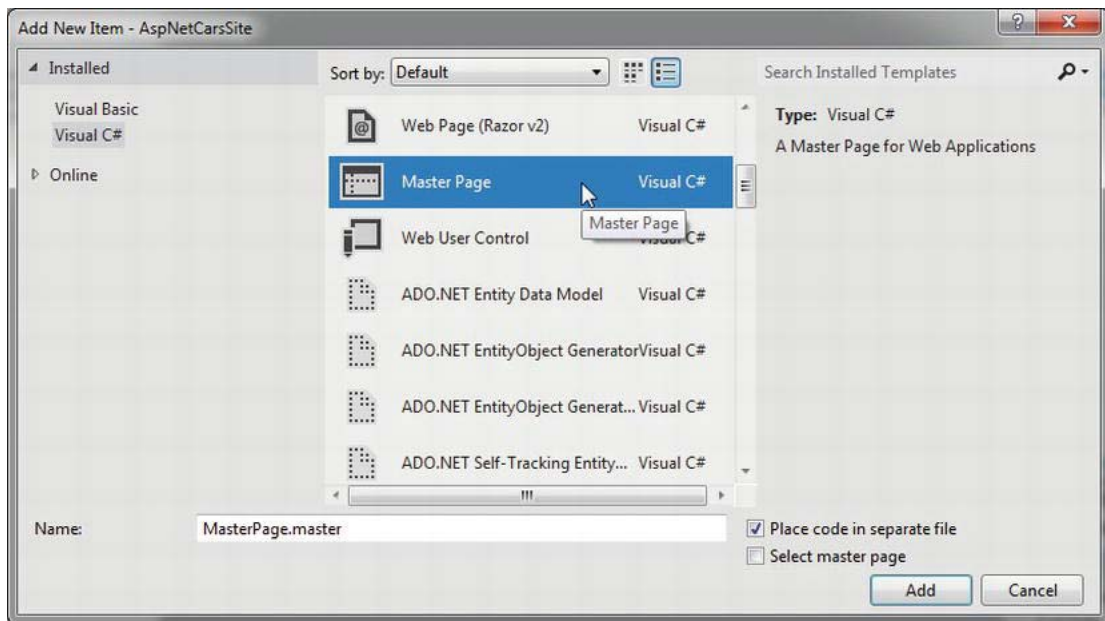 Add New Item - AspNetCarsSite
Installed
Visual Basic
Visual C#
Online
Sort by: Default
Web Page (Razor v2) Visual C#
Master Page Visual C#
Master Page
Web User Control Visual C#
ADO.NET Entity Data Model Visual C#
ADO.NET EntityObject Generator Visual C#
ADO.NET EntityObject Generat... Visual C#
ADO.NET Self-Tracking Entity... Visual C#
Search Installed Templates
Type: Visual C#
A Master Page for Web Applications
Name: MasterPage.master
Place code in separate file
Select master page
Add Cancel